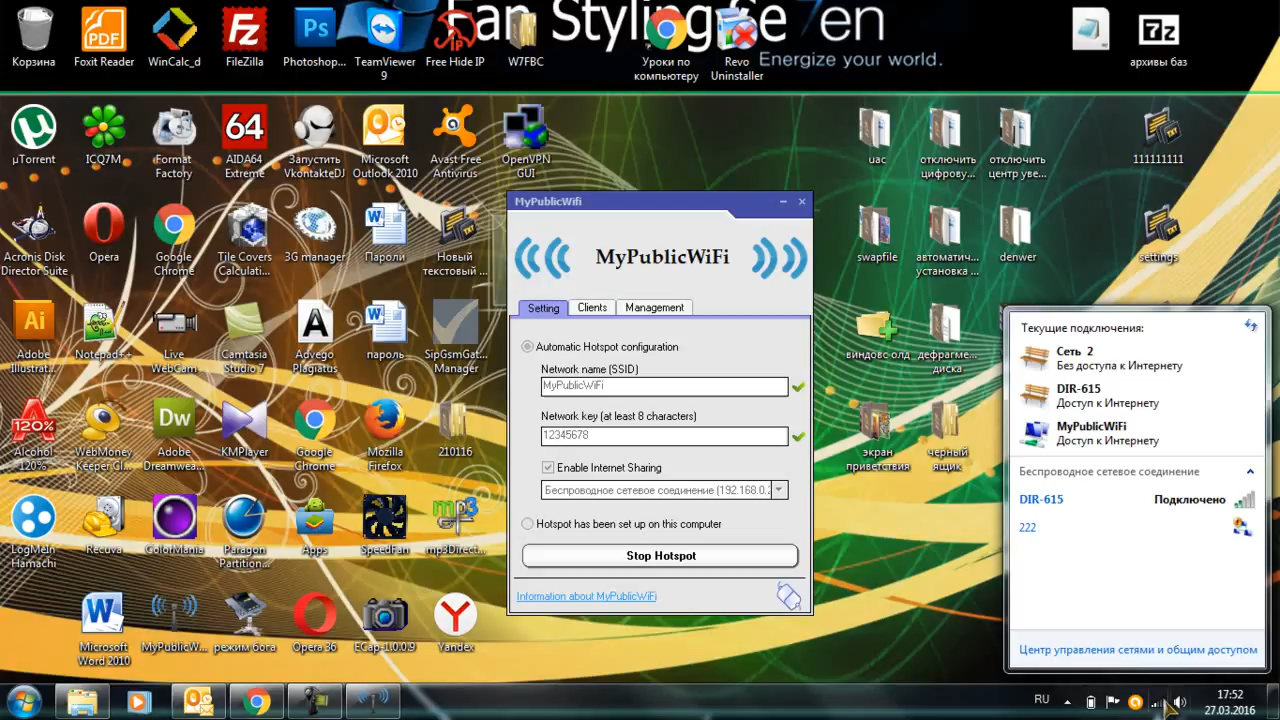 Fan Styling Se7en
Energize your world.
Корзина
Foxit Reader
WinCalc_d
FileZilla
Photoshop...
TeamViewer
9
Free Hide IP
W7FBC
Уроки по
компьютеру
Revo
Uninstaller
архивы баз
µTorrent
ICQ7M
Format
Factory
64
AIDA64
Extreme
Запустить
VkontakteDJ
Microsoft
Outlook 2010
Avast Free
Antivirus
OpenVPN
GUI
uac
отключить
цифрову...
отключить
центр уве...
111111111
Acronis Disk
Director Suite
Opera
Google
Chrome
Tile Covers
Calculati...
3G manager
Пароли
Новый
текстовый ...
swapfile
автоматич...
установка ...
denwer
settings
Adobe
Illustrat...
Notepad++
Live
WebCam
Camtasia
Studio 7
Advego
Plagiatus
пароль
SipGsmGat...
Manager
виндовс олд
_дефрагме...
диска
120%
Alcohol
120%
WebMoney
Keeper Cl...
Adobe
Dreamwea...
KMPlayer
Google
Chrome
Mozilla
Firefox
210116
экран
приветствия
черный
ящик
LogMeIn
Hamachi
Recuva
ColorMania
Paragon
Partition...
Apps
SpeedFan
mp3Direct...
Microsoft
Word 2010
MyPublicW...
режим бога
Opera 36
ECap-1.0.0.9
Yandex
MyPublicWifi
MyPublicWiFi
Setting
Clients
Management
Automatic Hotspot configuration
Network name (SSID)
MyPublicWiFi
Network key (at least 8 characters)
12345678
Enable Internet Sharing
Беспроводное сетевое соединение (192.168.0.2
Hotspot has been set up on this computer
Stop Hotspot
Information about MyPublicWiFi
Текущие подключения:
Сеть 2
Без доступа к Интернету
DIR-615
Доступ к Интернету
MyPublicWiFi
Доступ к Интернету
Беспроводное сетевое соединение
DIR-615 Подключено
222
Центр управления сетями и общим доступом
RU
17:52
27.03.2016